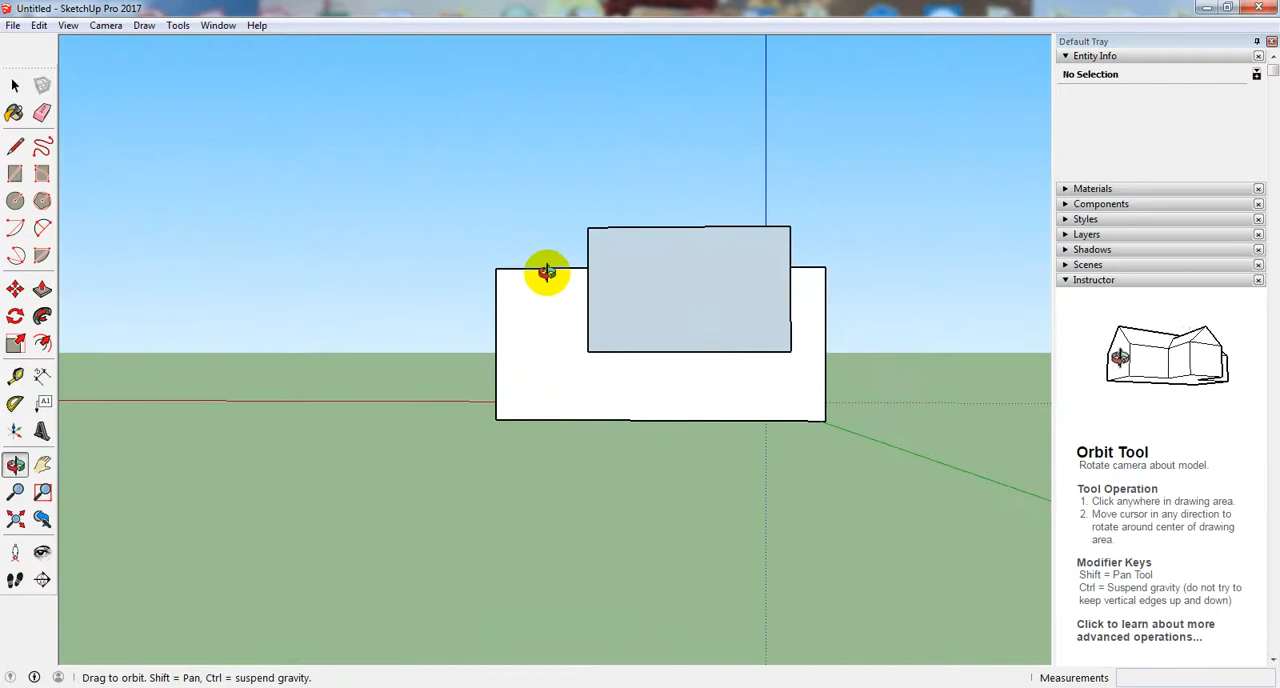 Untitled - SketchUp Pro 2017
File Edit View Camera Draw Tools Window Help
Default Tray
Entity Info
No Selection
Materials
Components
Styles
Layers
Shadows
Scenes
Instructor
A1
Orbit Tool
Rotate camera about model.
Tool Operation
1. Click anywhere in drawing area.
2. Move cursor in any direction to
rotate around center of drawing
area.
Modifier Keys
Shift = Pan Tool
Ctrl = Suspend gravity (do not try to
keep vertical edges up and down)
Click to learn about more
advanced operations...
Drag to orbit. Shift = Pan, Ctrl = suspend gravity.
Measurements